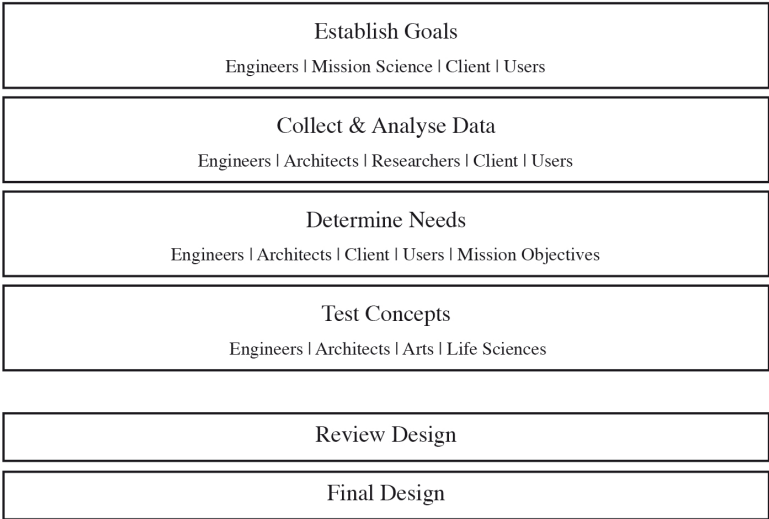 Establish Goals
Engineers | Mission Science | Client | Users
Collect & Analyse Data
Engineers | Architects | Researchers | Client | Users
Determine Needs
Engineers | Architects | Client | Users | Mission Objectives
Test Concepts
Engineers | Architects | Arts | Life Sciences
Review Design
Final Design